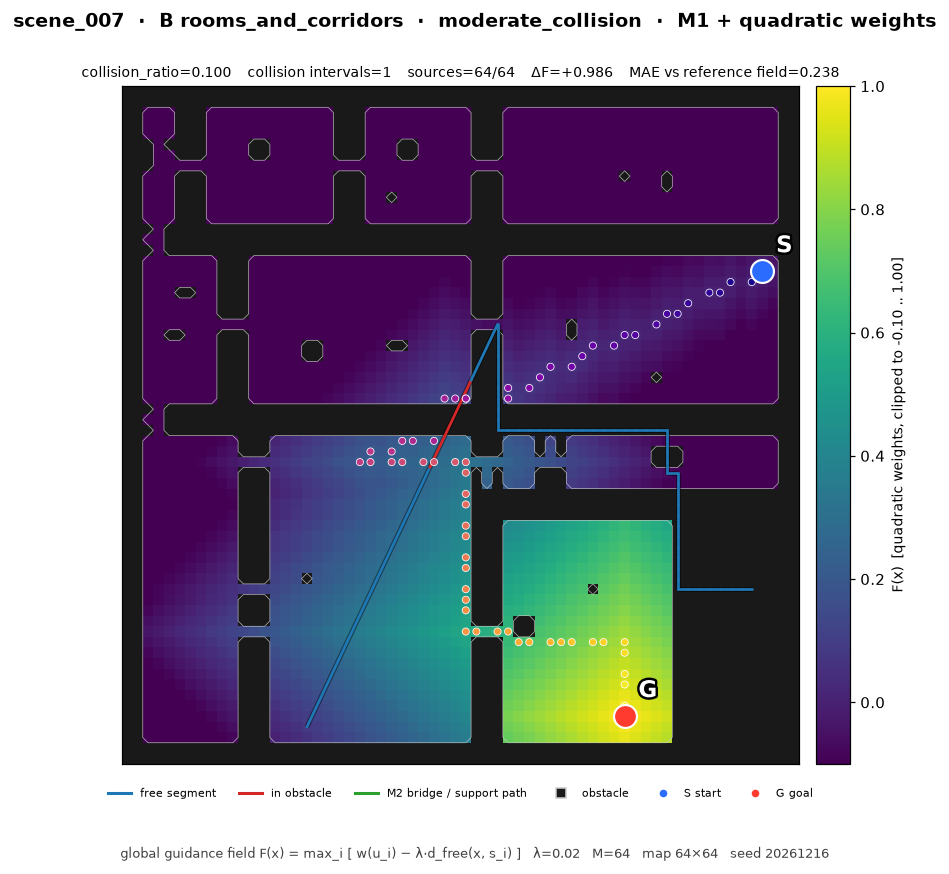 scene_007 · B rooms_and_corridors · moderate_collision · M1 + quadratic weights
collision_ratio=0.100 collision intervals=1 sources=64/64 ΔF=+0.986 MAE vs reference field=0.238
S
G
1.0
0.8
0.6
0.4
0.2
0.0
F(x) [quadratic weights, clipped to -0.10 .. 1.00]
free segment in obstacle M2 bridge / support path obstacle S start G goal
global guidance field F(x) = max_i [ w(u_i) − λ·d_free(x, s_i) ] λ=0.02 M=64 map 64×64 seed 20261216